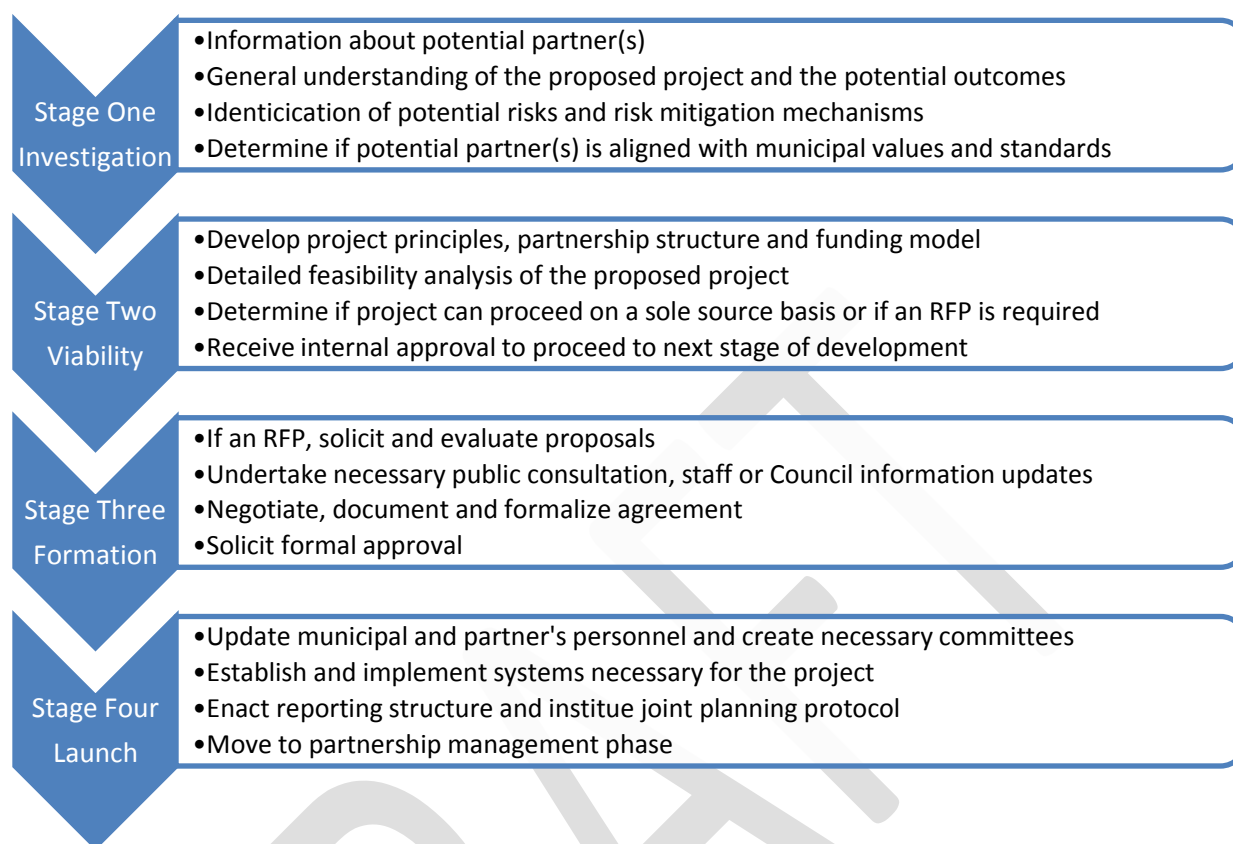 Stage One
Investigation
•Information about potential partner(s)
•General understanding of the proposed project and the potential outcomes
•Identicication of potential risks and risk mitigation mechanisms
•Determine if potential partner(s) is aligned with municipal values and standards
Stage Two
Viability
•Develop project principles, partnership structure and funding model
•Detailed feasibility analysis of the proposed project
•Determine if project can proceed on a sole source basis or if an RFP is required
•Receive internal approval to proceed to next stage of development
Stage Three
Formation
•If an RFP, solicit and evaluate proposals
•Undertake necessary public consultation, staff or Council information updates
•Negotiate, document and formalize agreement
•Solicit formal approval
Stage Four
Launch
•Update municipal and partner's personnel and create necessary committees
•Establish and implement systems necessary for the project
•Enact reporting structure and institue joint planning protocol
•Move to partnership management phase
DRAFT